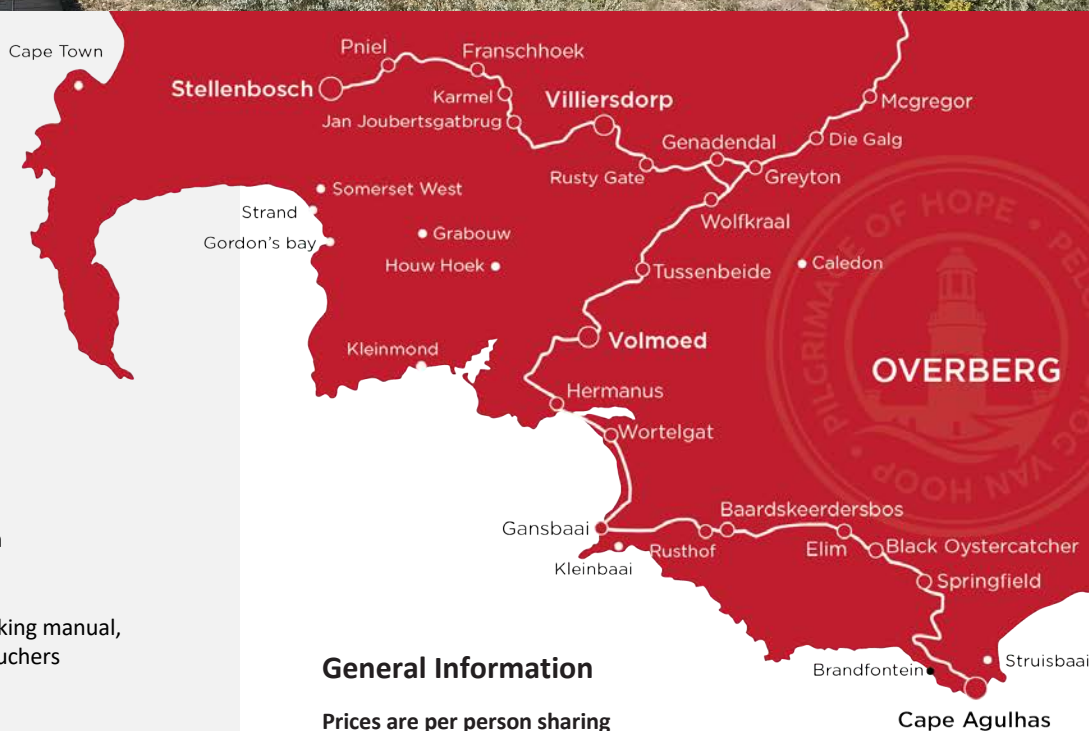 Cape Town
Pniel
Franschhoek
Stellenbosch
Karmel
Villiersdorp
Mcgregor
Jan Joubertsgatbrug
Die Galg
Genadendal
Rusty Gate
Greyton
Somerset West
Wolfkraal
Strand
Grabouw
Gordon's bay
Houw Hoek
Tussenbeide
Caledon
Volmoed
Kleinmond
OVERBERG
PILGRIMAGE OF HOPE •
VAN HOOP •
Hermanus
Wortelgat
Gansbaai
Rusthof
Baardskeerdersbos
Elim
Black Oystercatcher
Kleinbaai
Springfield
Brandfontein
Struisbaai
Cape Agulhas
king manual,
uchers
General Information
Prices are per person sharing